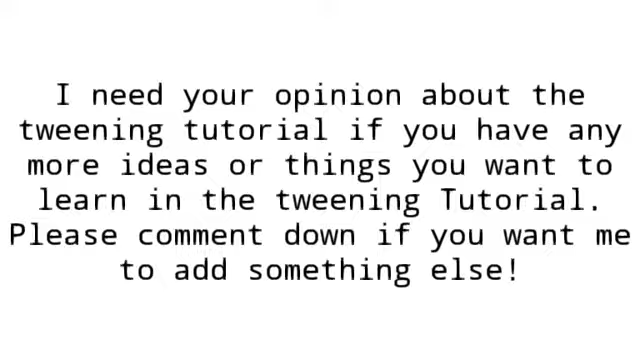 I need your opinion about the
tweening tutorial if you have any
more ideas or things you want to
learn in the tweening Tutorial.
Please comment down if you want me
to add something else!